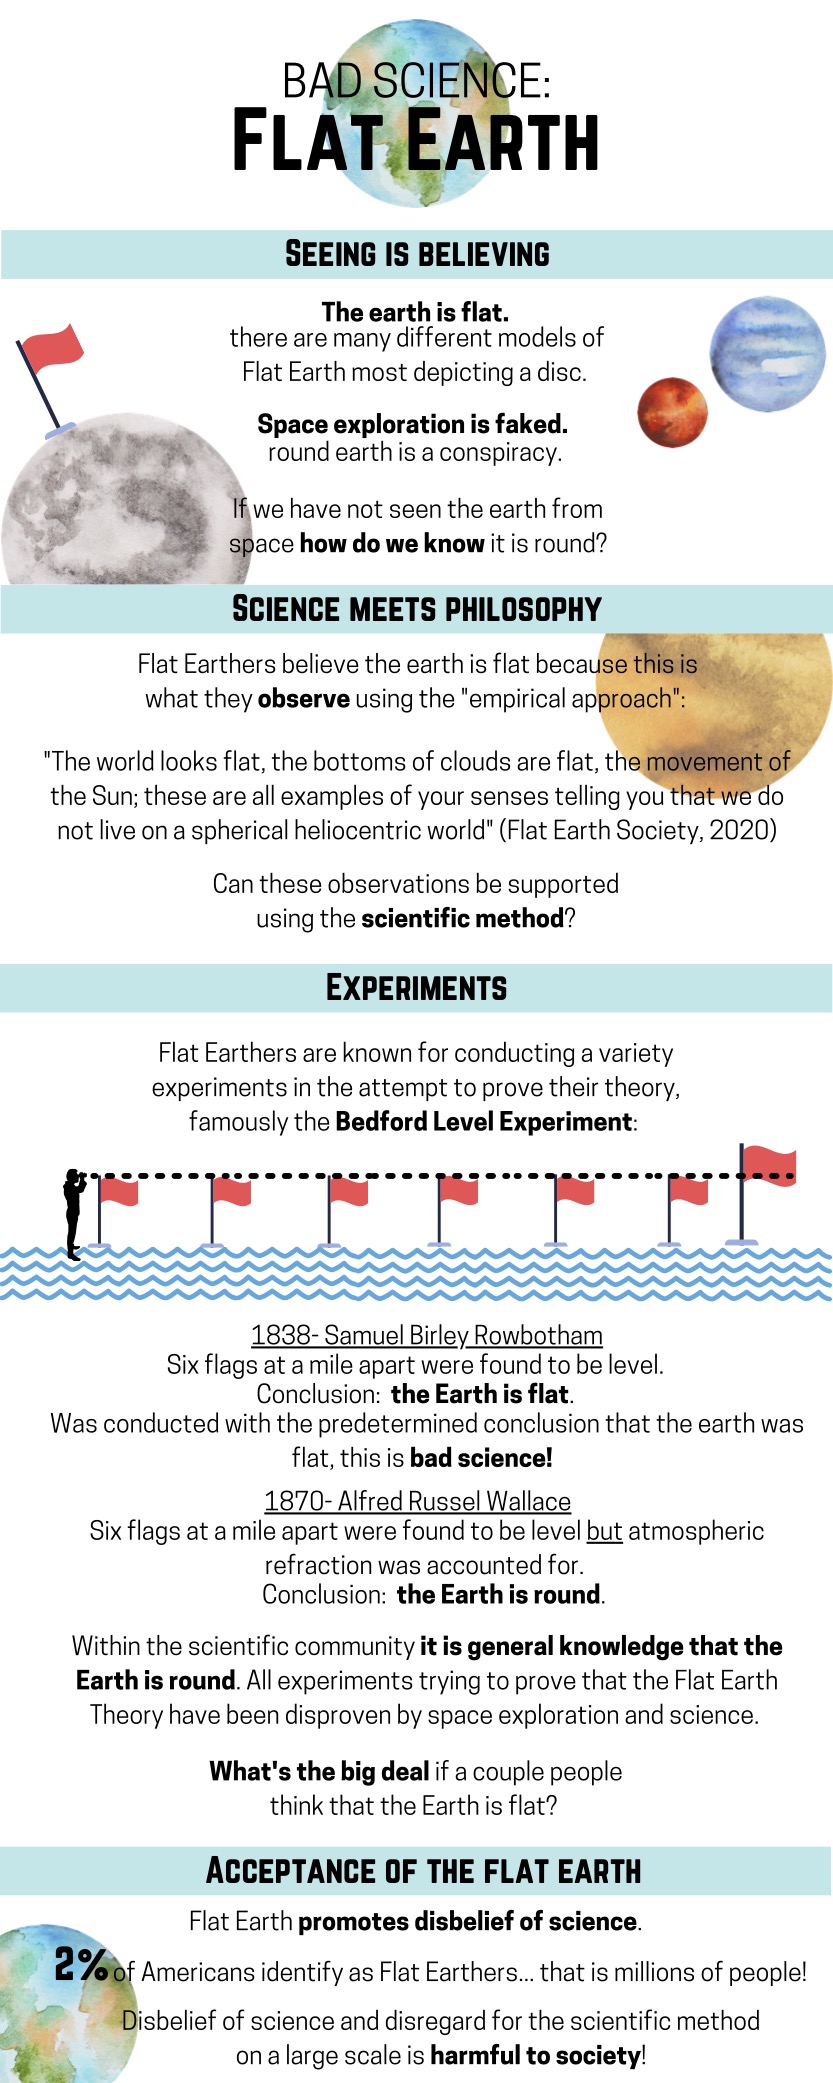 BAD SCIENCE:
FLAT EARTH
SEEING IS BELIEVING
The earth is flat.
there are many different models of
Flat Earth most depicting a disc.
Space exploration is faked.
round earth is a conspiracy.
If we have not seen the earth from
space how do we know it is round?
SCIENCE MEETS PHILOSOPHY
Flat Earthers believe the earth is flat because this is
what they observe using the "empirical approach":
"The world looks flat, the bottoms of clouds are flat, the movement of
the Sun; these are all examples of your senses telling you that we do
not live on a spherical heliocentric world" (Flat Earth Society, 2020)
Can these observations be supported
using the scientific method?
EXPERIMENTS
Flat Earthers are known for conducting a variety
experiments in the attempt to prove their theory,
famously the Bedford Level Experiment:
1838- Samuel Birley Rowbotham
Six flags at a mile apart were found to be level.
Conclusion: the Earth is flat.
Was conducted with the predetermined conclusion that the earth was
flat, this is bad science!
1870- Alfred Russel Wallace
Six flags at a mile apart were found to be level but atmospheric
refraction was accounted for.
Conclusion: the Earth is round.
Within the scientific community it is general knowledge that the
Earth is round. All experiments trying to prove that the Flat Earth
Theory have been disproven by space exploration and science.
What's the big deal if a couple people
think that the Earth is flat?
ACCEPTANCE OF THE FLAT EARTH
Flat Earth promotes disbelief of science.
2% of Americans identify as Flat Earthers... that is millions of people!
Disbelief of science and disregard for the scientific method
on a large scale is harmful to society!